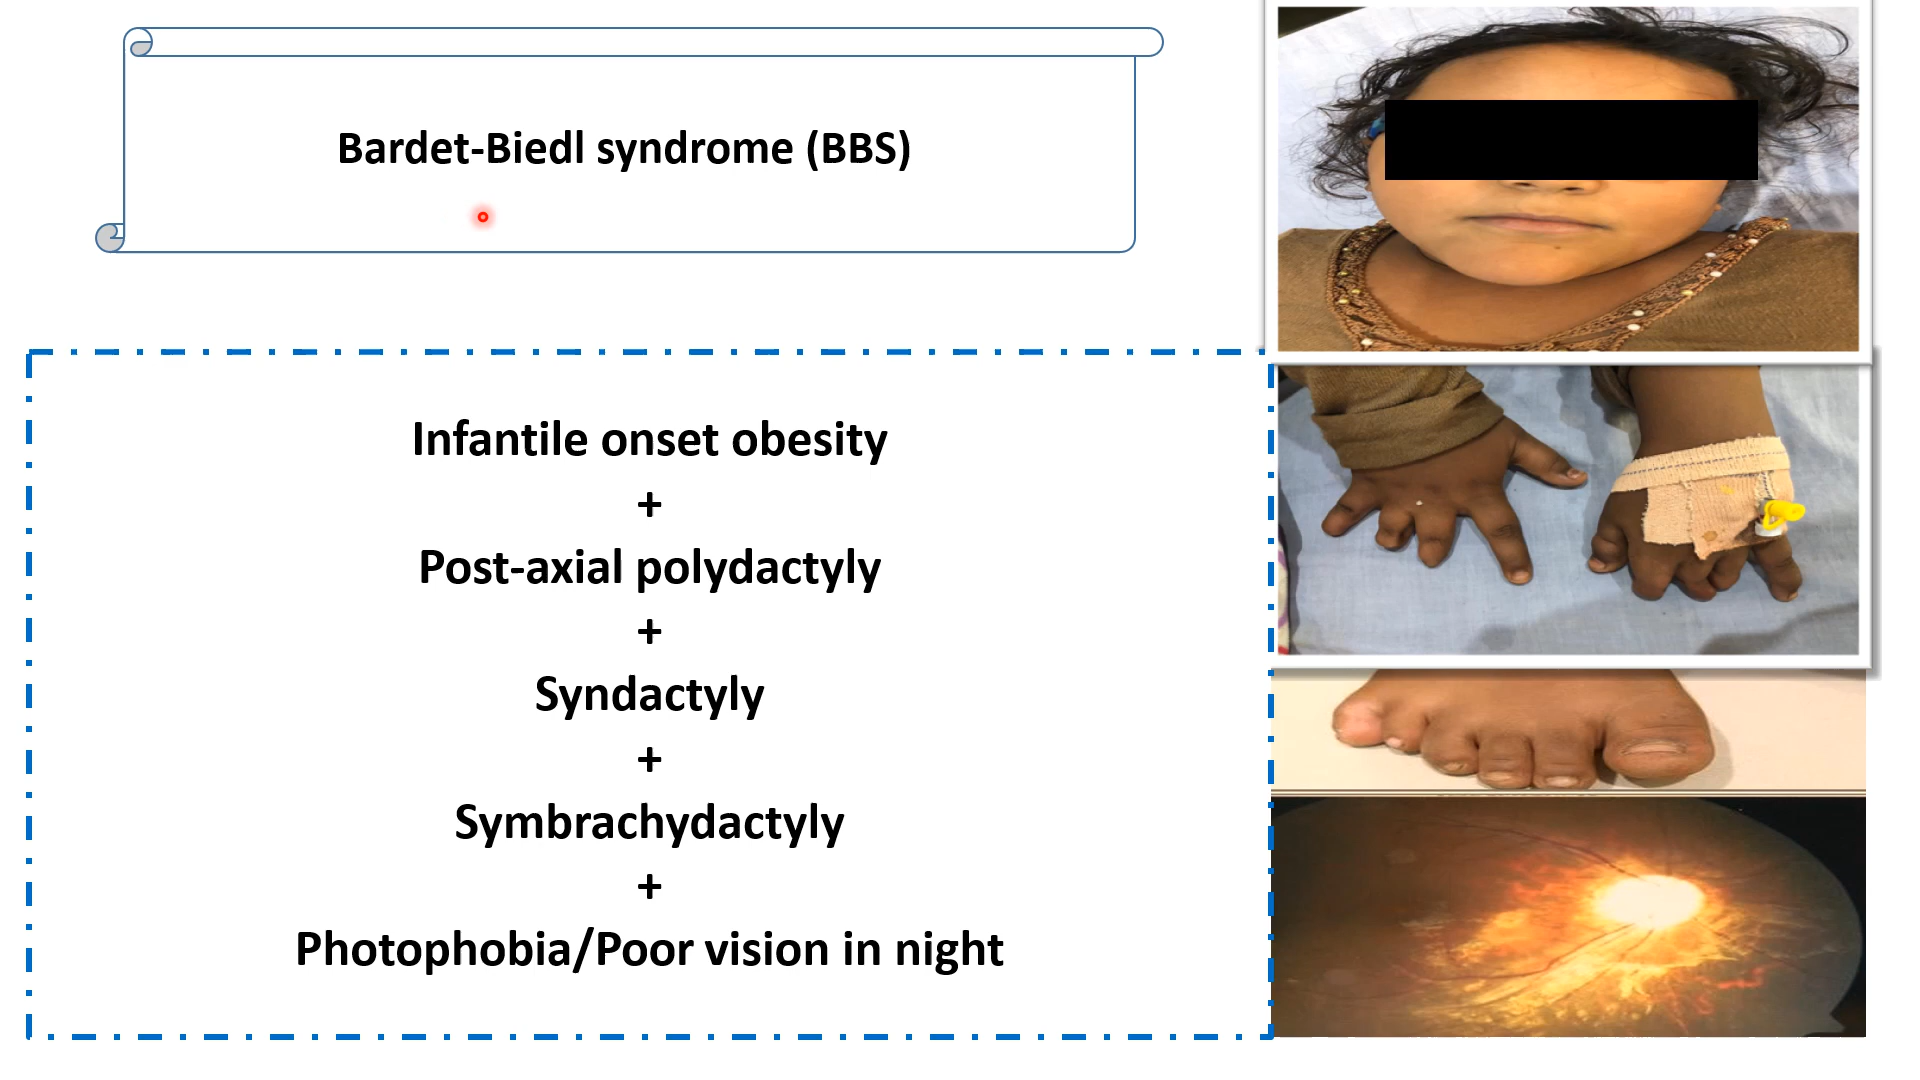 Bardet-Biedl syndrome (BBS)
Infantile onset obesity
+
Post-axial polydactyly
+
Syndactyly
+
Symbrachydactyly
+
Photophobia/Poor vision in night